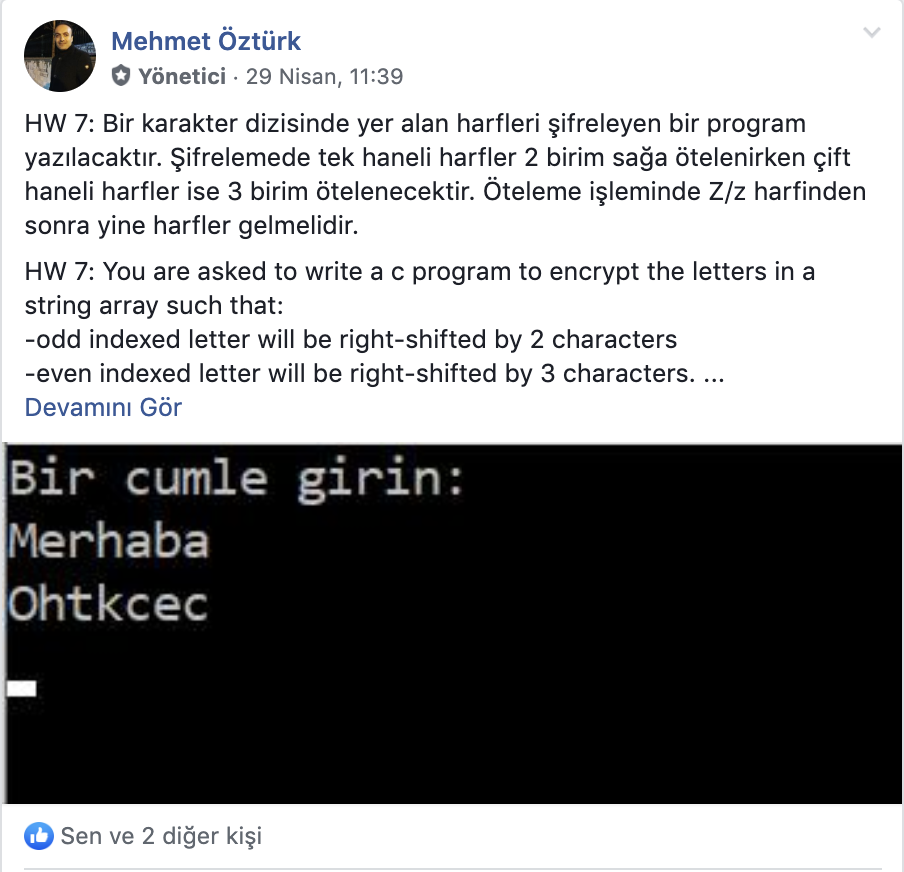 Mehmet Öztürk
Yönetici · 29 Nisan, 11:39
HW 7: Bir karakter dizisinde yer alan harfleri şifreleyen bir program
yazılacaktır. Şifrelemede tek haneli harfler 2 birim sağa ötelenirken çift
haneli harfler ise 3 birim ötelenecektir. Öteleme işleminde Z/z harfinden
sonra yine harfler gelmelidir.
HW 7: You are asked to write a c program to encrypt the letters in a
string array such that:
-odd indexed letter will be right-shifted by 2 characters
-even indexed letter will be right-shifted by 3 characters. ...
Devamını Gör
Bir cumle girin:
Merhaba
Ohtkcec
Sen ve 2 diğer kişi